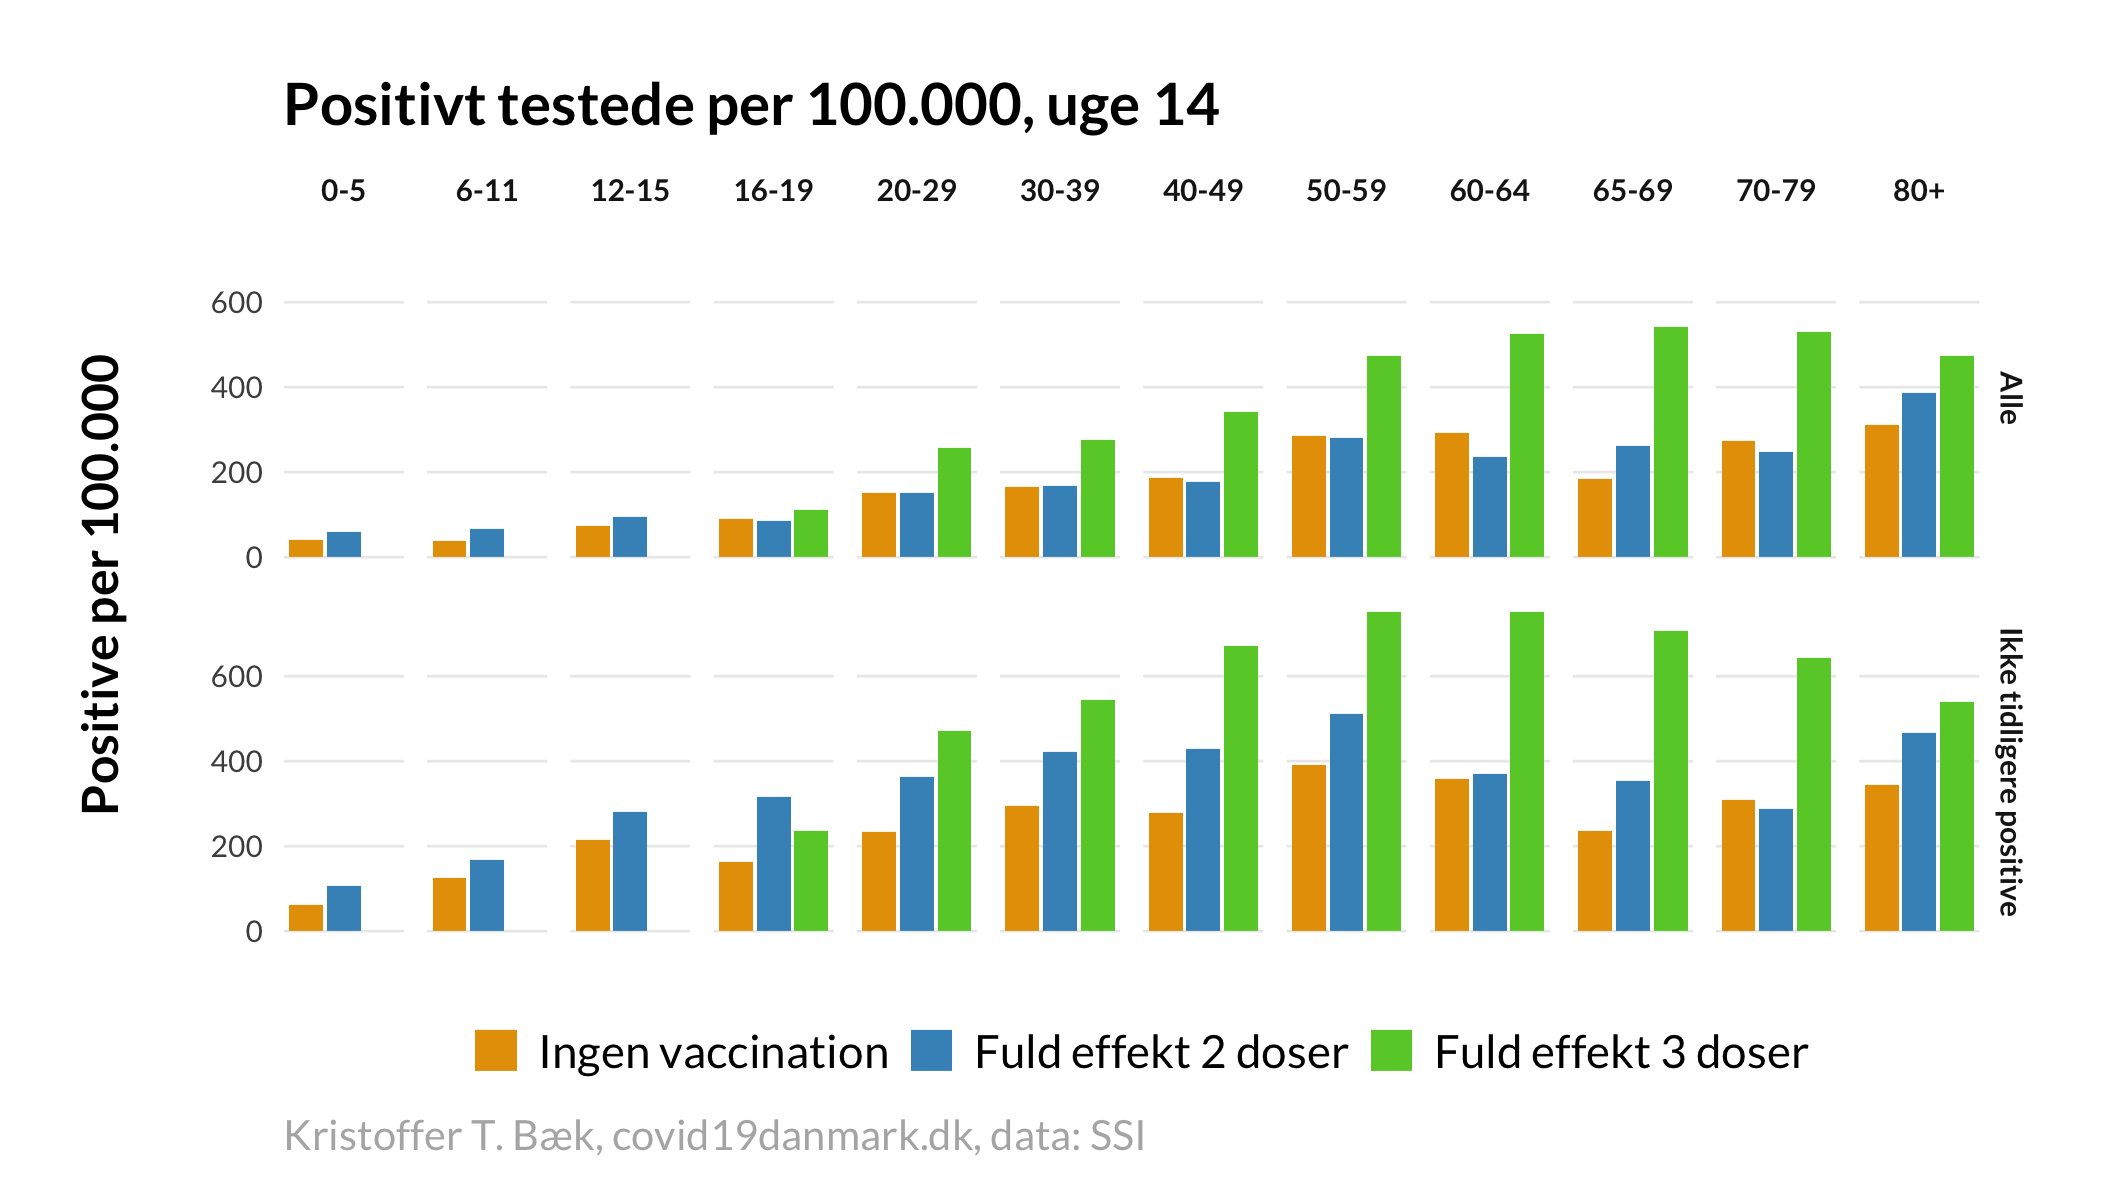 Positivt testede per 100.000, uge 14
0-5 6-11 12-15 16-19 20-29 30-39 40-49 50-59 60-64 65-69 70-79 80+
Positive per 100.000
600
400
200
0
Alle
600
400
200
0
Ikke tidligere positive
Ingen vaccination Fuld effekt 2 doser Fuld effekt 3 doser
Kristoffer T. Bæk, covid19danmark.dk, data: SSI